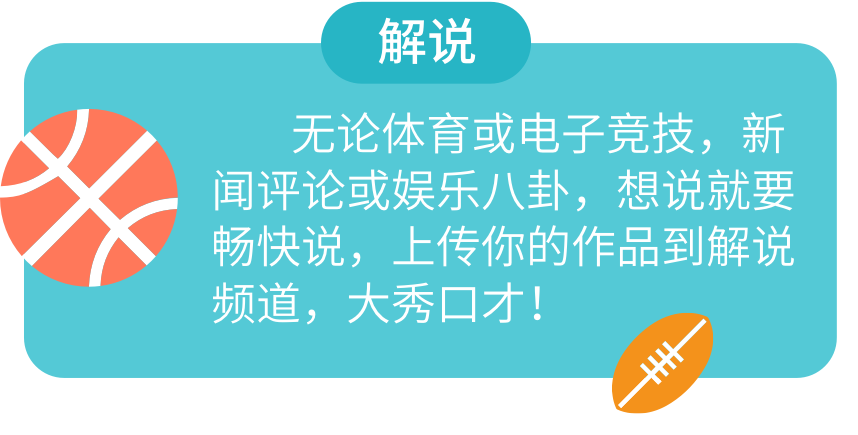 解说
无论体育或电子竞技，新
闻评论或娱乐八卦，想说就要
畅快说，上传你的作品到解说
频道，大秀口才！